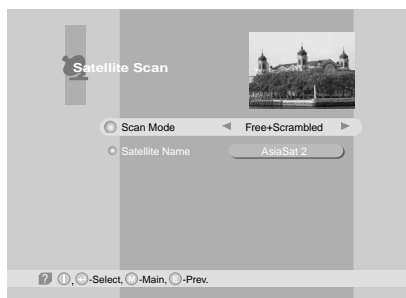 Satellite Scan
Scan Mode ◀ Free+Scrambled ▶
Satellite Name AsiaSat 2
? , -Select, M-Main, E-Prev.